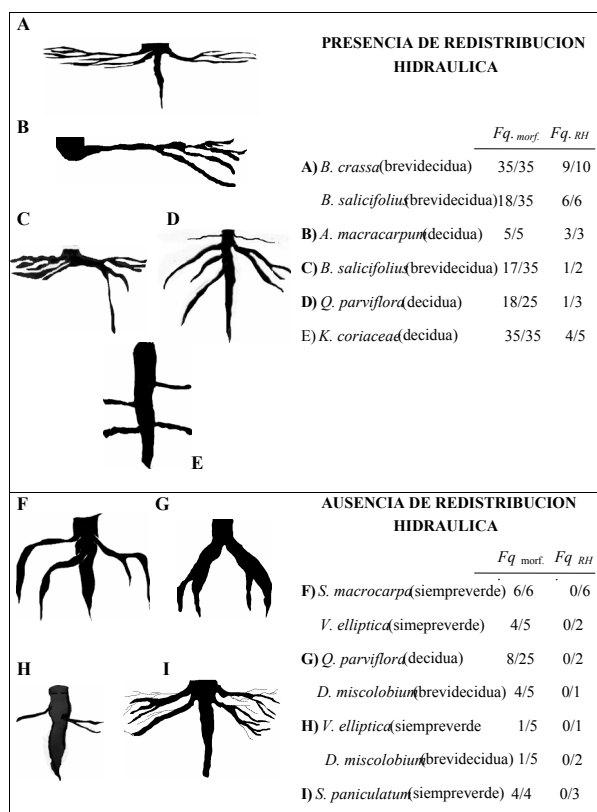 A
PRESENCIA DE REDISTRIBUCION
HIDRAULICA
B
Fq. morf. Fq. RH
A) B. crassa (brevidecidua) 35/35 9/10
B. salicifolius (brevidecidua) 18/35 6/6
B) A. macracarpum (decidua) 5/5 3/3
C D
C) B. salicifolius (brevidecidua) 17/35 1/2
D) Q. parviflora (decidua) 18/25 1/3
E) K. coriaceae (decidua) 35/35 4/5
E
F G
AUSENCIA DE REDISTRIBUCION
HIDRAULICA
Fq morf. Fq RH
F) S. macrocarpa (siempreverde) 6/6 0/6
V. elliptica (simepreverde) 4/5 0/2
G) Q. parviflora (decidua) 8/25 0/2
D. miscolobium (brevidecidua) 4/5 0/1
H I
H) V. elliptica (siempreverde 1/5 0/1
D. miscolobium (brevidecidua) 1/5 0/2
I) S. paniculatum (siempreverde) 4/4 0/3